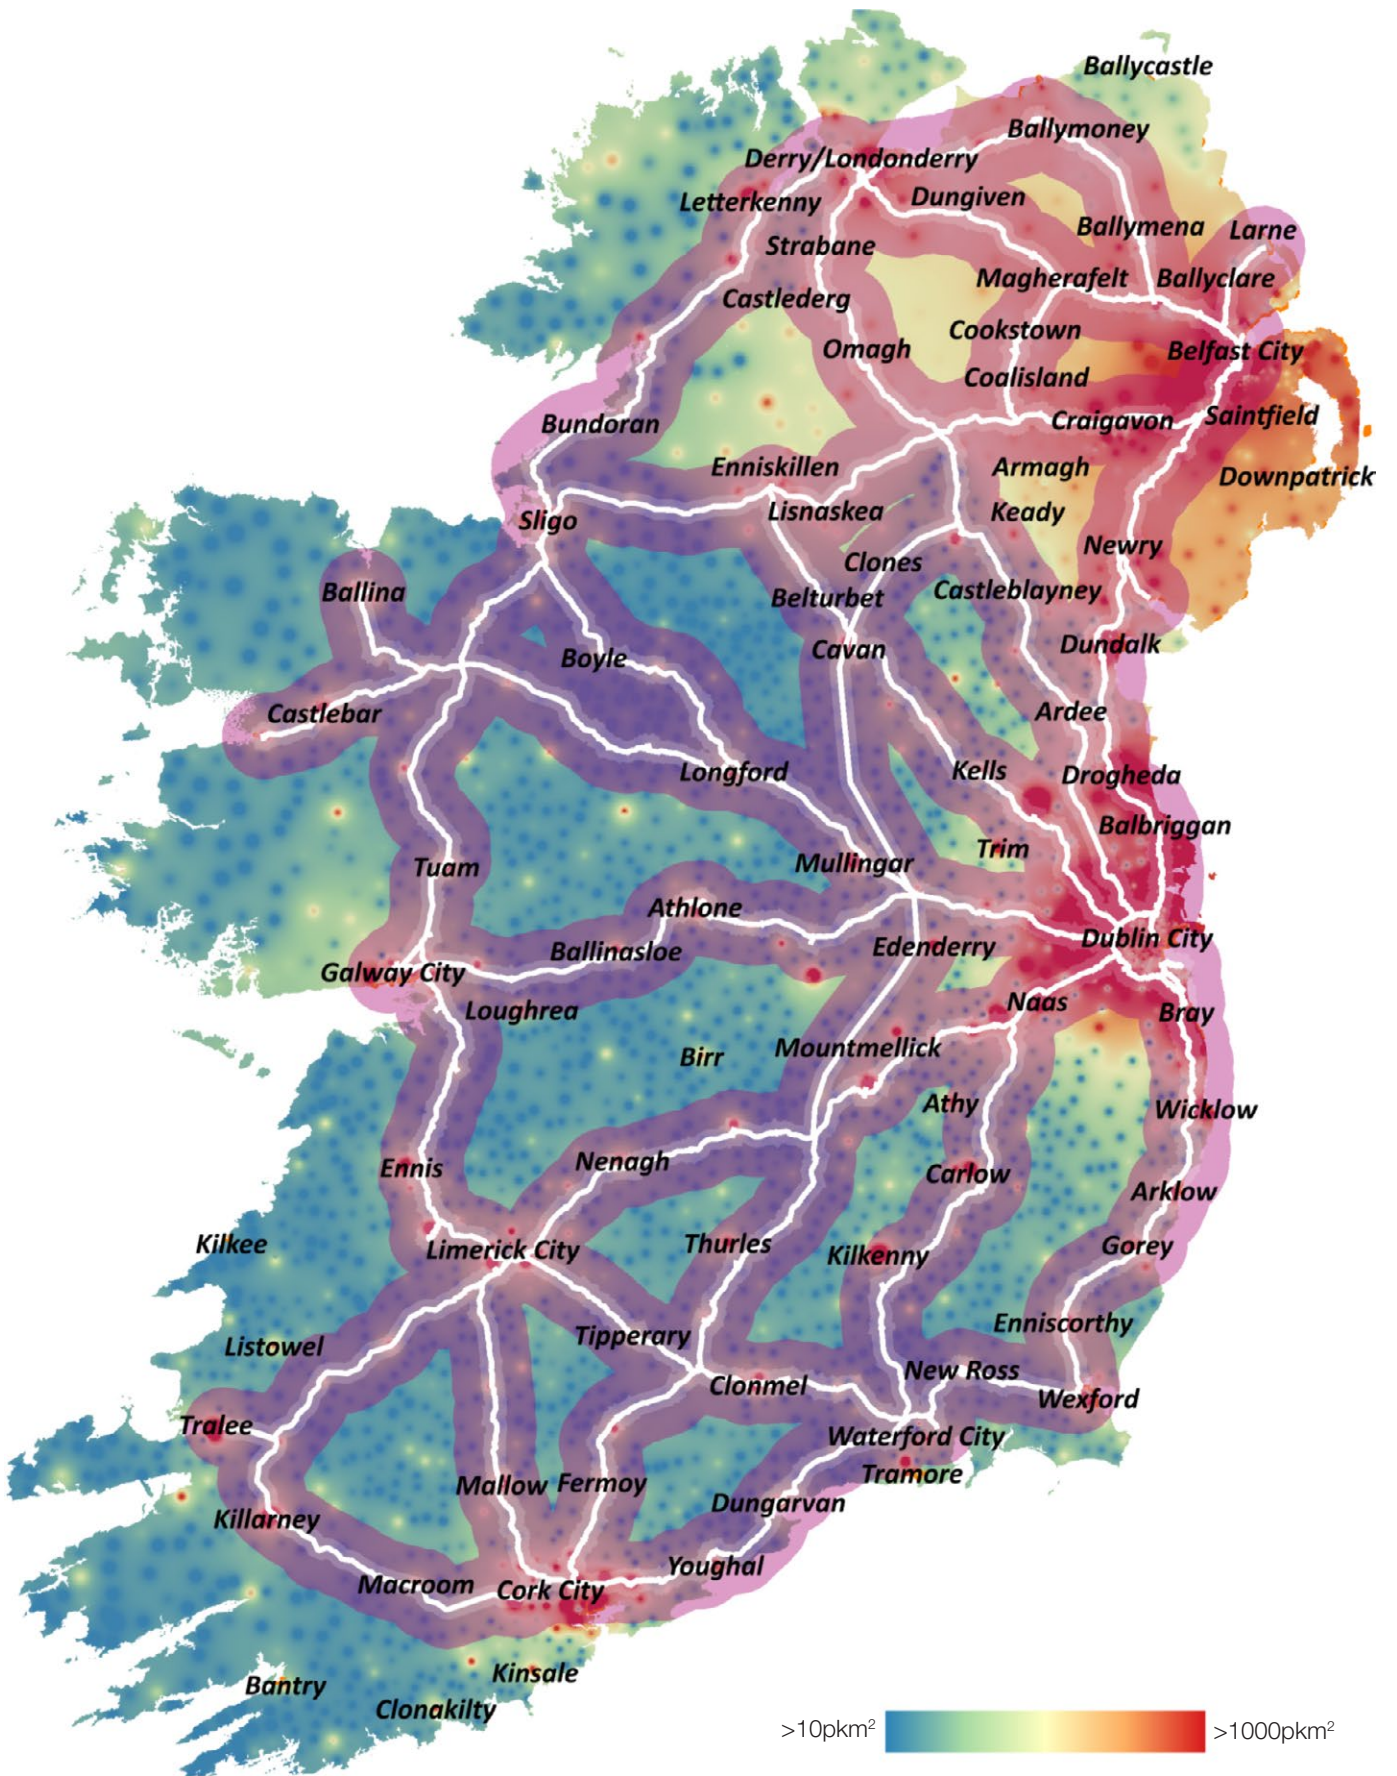 Ballycastle
Ballymoney
Derry/Londonderry
Letterkenny
Dungiven
Ballymena
Larne
Strabane
Magherafelt
Ballyclare
Castlederg
Cookstown
Omagh
Belfast City
Coalisland
Bundoran
Craigavon
Saintfield
Enniskillen
Armagh
Downpatrick
Sligo
Lisnaskea
Keady
Newry
Clones
Ballina
Belturbet
Castleblayney
Boyle
Cavan
Dundalk
Castlebar
Ardee
Longford
Kells
Drogheda
Balbriggan
Tuam
Mullingar
Trim
Athlone
Ballinasloe
Edenderry
Dublin City
Galway City
Loughrea
Naas
Bray
Birr
Mountmellick
Athy
Wicklow
Ennis
Nenagh
Carlow
Arklow
Kilkee
Limerick City
Thurles
Kilkenny
Gorey
Listowel
Tipperary
Enniscorthy
Clonmel
New Ross
Wexford
Tralee
Waterford City
Mallow
Fermoy
Tramore
Killarney
Dungarvan
Macroom
Cork City
Youghal
Bantry
Kinsale
Clonakilty
>10pkm²
>1000pkm²